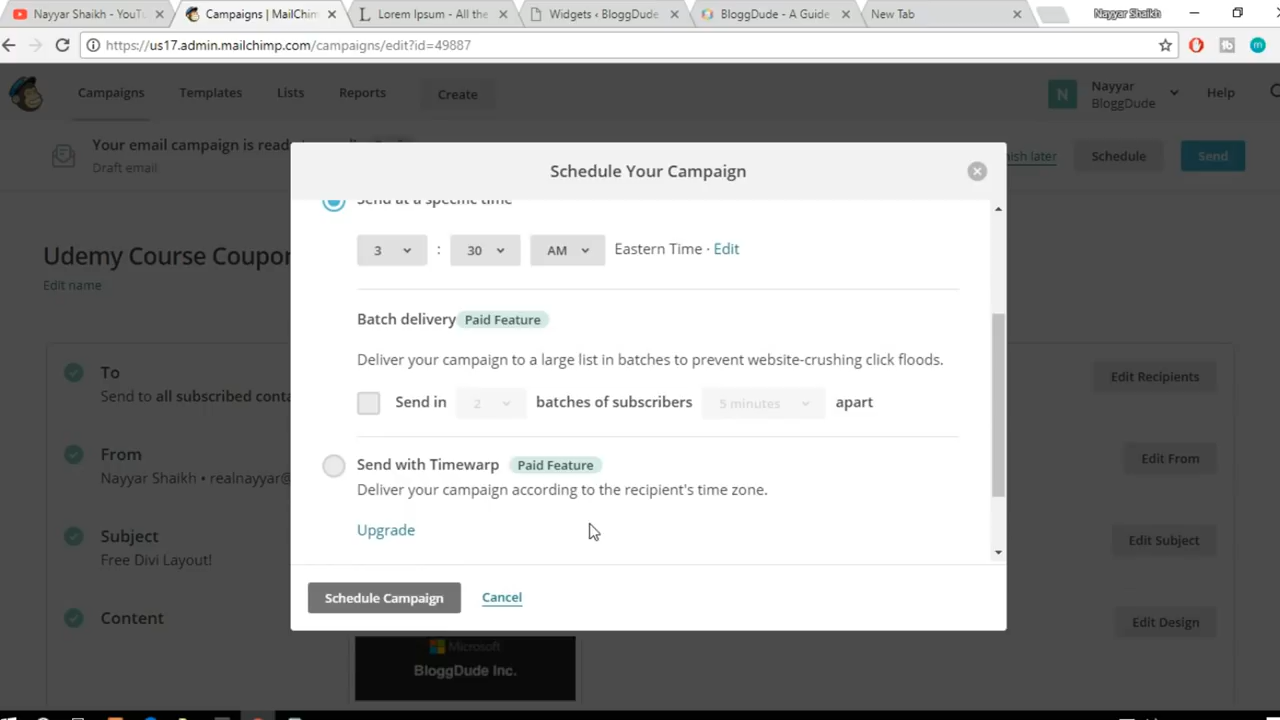 Nayyar Shaikh - YouTu
Campaigns | MailChim
Lorem Ipsum - All the
Widgets ‹ BloggDude
BloggDude - A Guide
New Tab
Nayyar Shaikh
https://us17.admin.mailchimp.com/campaigns/edit?id=49887
Campaigns
Templates
Lists
Reports
Create
N
Nayyar
BloggDude
Help
Your email campaign is read
Draft email
ish later
Schedule
Send
Schedule Your Campaign
Send at a specific time
3 : 30 AM Eastern Time · Edit
Udemy Course Coupon
Edit name
Batch delivery Paid Feature
Deliver your campaign to a large list in batches to prevent website-crushing click floods.
Send in 2 batches of subscribers 5 minutes apart
Send with Timewarp Paid Feature
Deliver your campaign according to the recipient's time zone.
Upgrade
Schedule Campaign
Cancel
To
Send to all subscribed conta
Edit Recipients
From
Nayyar Shaikh • realnayyar@
Edit From
Subject
Free Divi Layout!
Edit Subject
Content
Edit Design
Microsoft
BloggDude Inc.